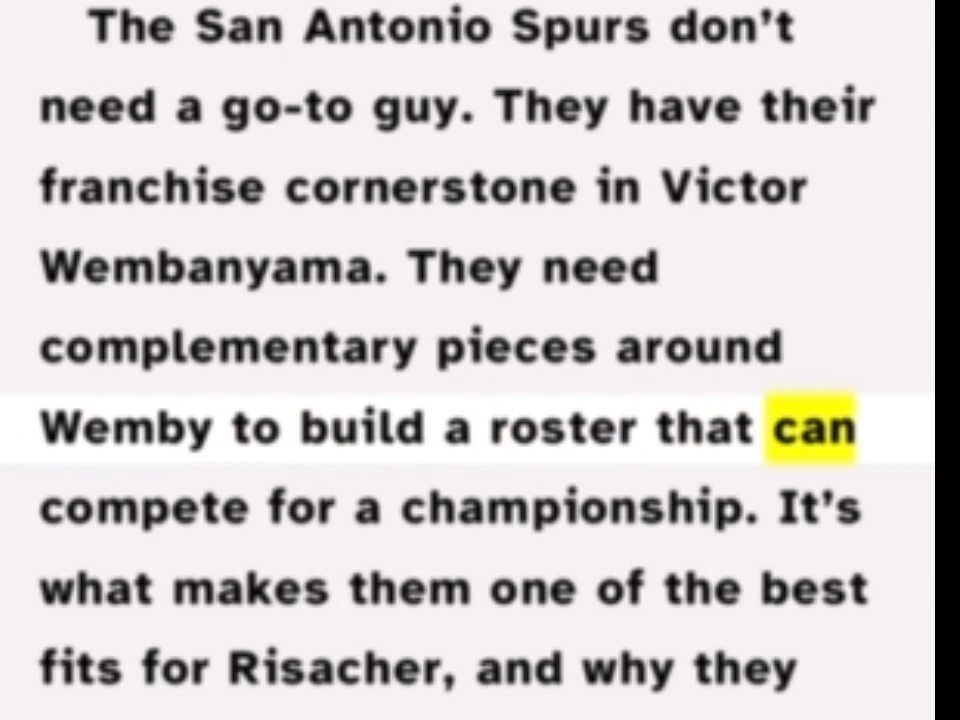 The San Antonio Spurs don’t
need a go-to guy. They have their
franchise cornerstone in Victor
Wembanyama. They need
complementary pieces around
Wemby to build a roster that can
compete for a championship. It’s
what makes them one of the best
fits for Risacher, and why they